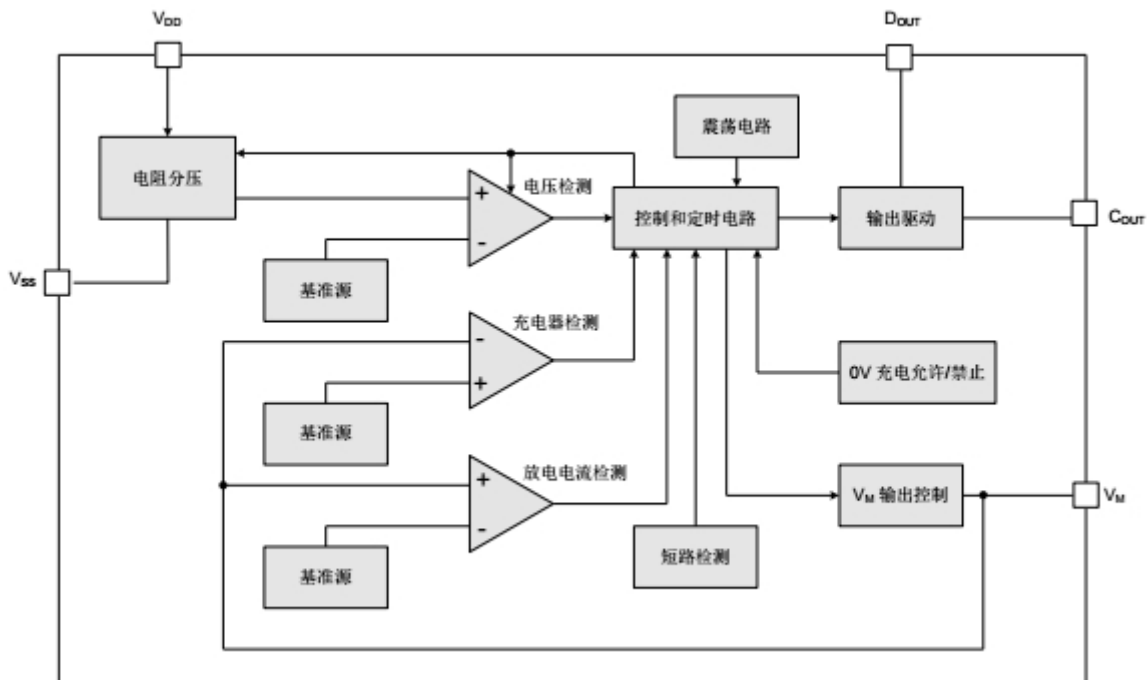 VDD
DOUT
震荡电路
电阻分压
电压检测
+
-
控制和定时电路
输出驱动
COUT
VSS
基准源
充电器检测
-
+
0V 充电允许/禁止
基准源
放电电流检测
+
-
VM 输出控制
VM
短路检测
基准源